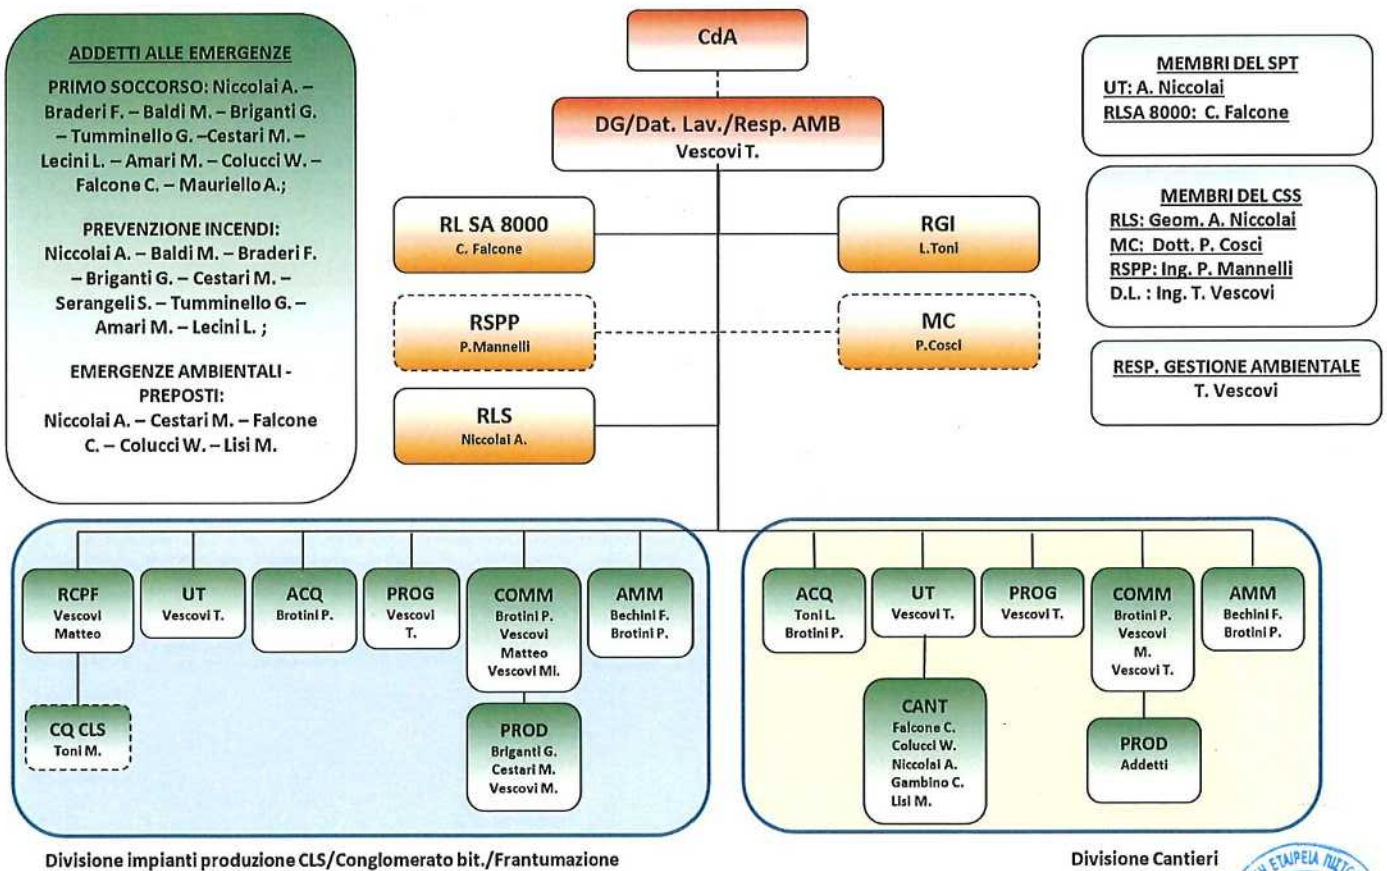 ADDETTI ALLE EMERGENZE
PRIMO SOCCORSO: Niccolai A. –
Braderi F. – Baldi M. – Briganti G.
– Tumminello G. –Cestari M. –
Lecini L. – Amari M. – Colucci W. –
Falcone C. – Mauriello A.;
PREVENZIONE INCENDI:
Niccolai A. – Baldi M. – Braderi F.
– Briganti G. – Cestari M. –
Serangeli S. – Tumminello G. –
Amari M. – Lecini L. ;
EMERGENZE AMBIENTALI -
PREPOSTI:
Niccolai A. – Cestari M. – Falcone
C. – Colucci W. – Lisi M.
CdA
DG/Dat. Lav./Resp. AMB
Vescovi T.
RL SA 8000
C. Falcone
RGI
L.Toni
RSPP
P.Mannelli
MC
P.Cosci
RLS
Niccolai A.
MEMBRI DEL SPT
UT: A. Niccolai
RLSA 8000: C. Falcone
MEMBRI DEL CSS
RLS: Geom. A. Niccolai
MC: Dott. P. Cosci
RSPP: Ing. P. Mannelli
D.L. : Ing. T. Vescovi
RESP. GESTIONE AMBIENTALE
T. Vescovi
RCPF
Vescovi
Matteo
CQ CLS
Toni M.
UT
Vescovi T.
ACQ
Brotini P.
PROG
Vescovi
T.
COMM
Brotini P.
Vescovi
Matteo
Vescovi Mi.
PROD
Briganti G.
Cestari M.
Vescovi M.
AMM
Bechini F.
Brotini P.
Divisione impianti produzione CLS/Conglomerato bit./Frantumazione
ACQ
Toni L.
Brotini P.
UT
Vescovi T.
CANT
Falcone C.
Colucci W.
Niccolai A.
Gambino C.
Lisi M.
PROG
Vescovi T.
COMM
Brotini P.
Vescovi
M.
Vescovi T.
PROD
Addetti
AMM
Bechini F.
Brotini P.
Divisione Cantieri
ΕΤΑΙΡΕΙΑ